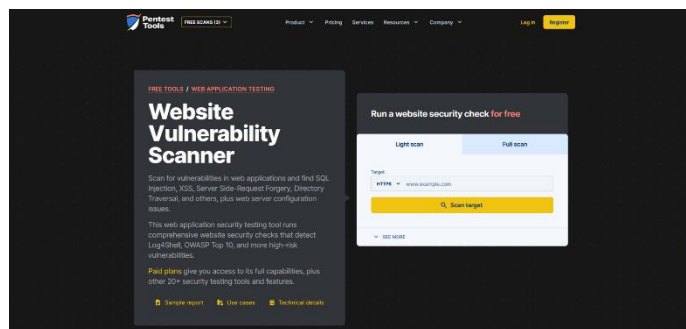 Pentest
Tools
FREE SCANS (2)
Product
Pricing
Services
Resources
Company
Log in
Register
FREE TOOLS / WEB APPLICATION TESTING
Website
Vulnerability
Scanner
Scan for vulnerabilities in web applications and find SQL
Injection, XSS, Server Side-Request Forgery, Directory
Traversal, and others, plus web server configuration
issues.
This web application security testing tool runs
comprehensive website security checks that detect
Log4Shell, OWASP Top 10, and more high-risk
vulnerabilities.
Paid plans give you access to its full capabilities, plus
other 20+ security testing tools and features.
Sample report
Use cases
Technical details
Run a website security check for free
Light scan
Full scan
Target
HTTPS
www.example.com
Scan target
SEE MORE